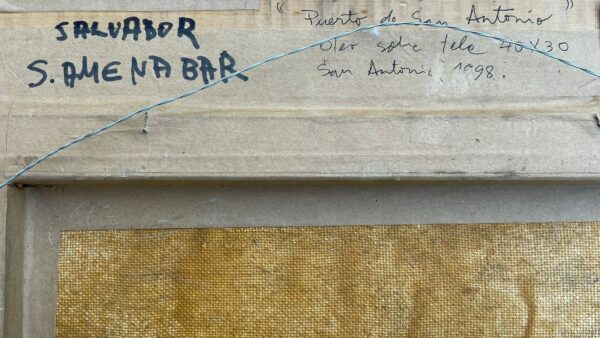 SALVADOR
S. AMENABAR
"Puerto de San Antonio"
Oleo sobre tela 40X30
San Antonio, 1998.